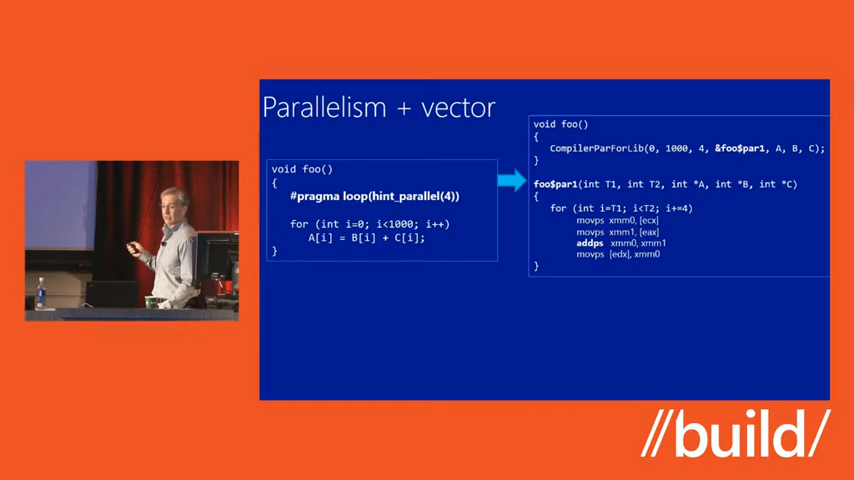 Parallelism + vector
void foo()
{
#pragma loop(hint_parallel(4))
for (int i=0; i<1000; i++)
A[i] = B[i] + C[i];
}
void foo()
{
CompilerParForLib(0, 1000, 4, &foo$par1, A, B, C);
}
foo$par1(int T1, int T2, int *A, int *B, int *C)
{
for (int i=T1; i<T2; i+=4)
movps xmm0, [ecx]
movps xmm1, [eax]
addps xmm0, xmm1
movps [edx], xmm0
}
//build/